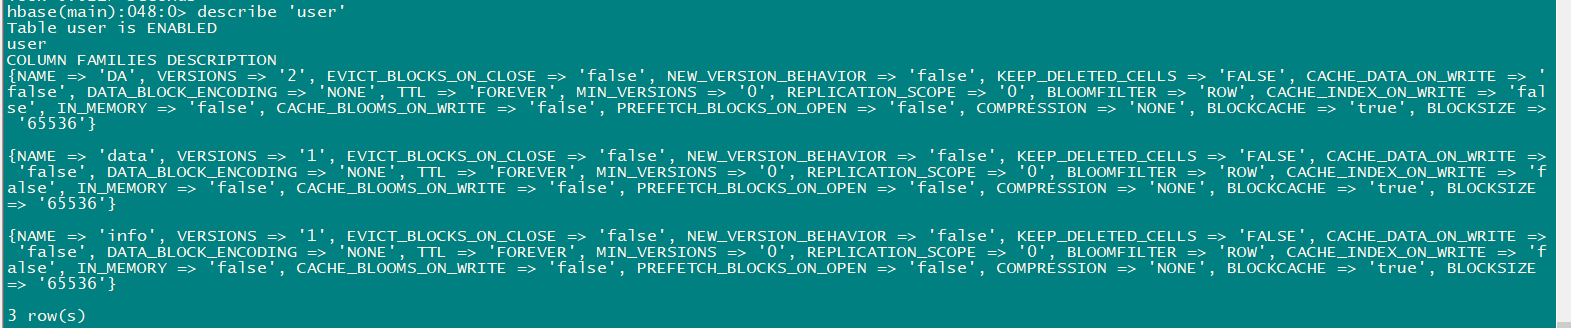 hbase(main):048:0> describe 'user'
Table user is ENABLED
user
COLUMN FAMILIES DESCRIPTION
{NAME => 'DA', VERSIONS => '2', EVICT_BLOCKS_ON_CLOSE => 'false', NEW_VERSION_BEHAVIOR => 'false', KEEP_DELETED_CELLS => 'FALSE', CACHE_DATA_ON_WRITE => '
false', DATA_BLOCK_ENCODING => 'NONE', TTL => 'FOREVER', MIN_VERSIONS => '0', REPLICATION_SCOPE => '0', BLOOMFILTER => 'ROW', CACHE_INDEX_ON_WRITE => 'fal
se', IN_MEMORY => 'false', CACHE_BLOOMS_ON_WRITE => 'false', PREFETCH_BLOCKS_ON_OPEN => 'false', COMPRESSION => 'NONE', BLOCKCACHE => 'true', BLOCKSIZE =>
 '65536'}
{NAME => 'data', VERSIONS => '1', EVICT_BLOCKS_ON_CLOSE => 'false', NEW_VERSION_BEHAVIOR => 'false', KEEP_DELETED_CELLS => 'FALSE', CACHE_DATA_ON_WRITE =>
 'false', DATA_BLOCK_ENCODING => 'NONE', TTL => 'FOREVER', MIN_VERSIONS => '0', REPLICATION_SCOPE => '0', BLOOMFILTER => 'ROW', CACHE_INDEX_ON_WRITE => 'f
alse', IN_MEMORY => 'false', CACHE_BLOOMS_ON_WRITE => 'false', PREFETCH_BLOCKS_ON_OPEN => 'false', COMPRESSION => 'NONE', BLOCKCACHE => 'true', BLOCKSIZE
=> '65536'}
{NAME => 'info', VERSIONS => '1', EVICT_BLOCKS_ON_CLOSE => 'false', NEW_VERSION_BEHAVIOR => 'false', KEEP_DELETED_CELLS => 'FALSE', CACHE_DATA_ON_WRITE =>
 'false', DATA_BLOCK_ENCODING => 'NONE', TTL => 'FOREVER', MIN_VERSIONS => '0', REPLICATION_SCOPE => '0', BLOOMFILTER => 'ROW', CACHE_INDEX_ON_WRITE => 'f
alse', IN_MEMORY => 'false', CACHE_BLOOMS_ON_WRITE => 'false', PREFETCH_BLOCKS_ON_OPEN => 'false', COMPRESSION => 'NONE', BLOCKCACHE => 'true', BLOCKSIZE
=> '65536'}
3 row(s)